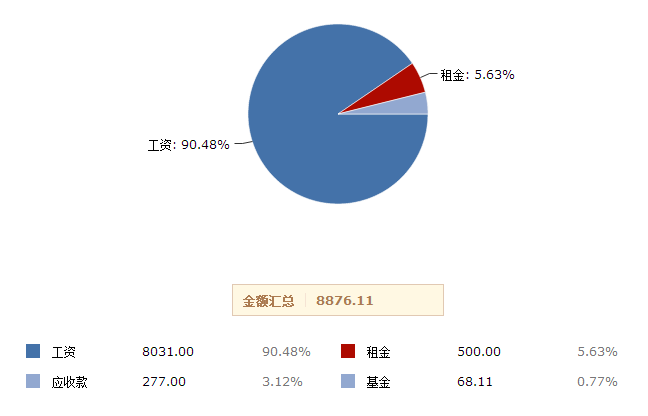 租金: 5.63%
工资: 90.48%
金额汇总 8876.11
工资 8031.00 90.48% 租金 500.00 5.63%
应收款 277.00 3.12% 基金 68.11 0.77%